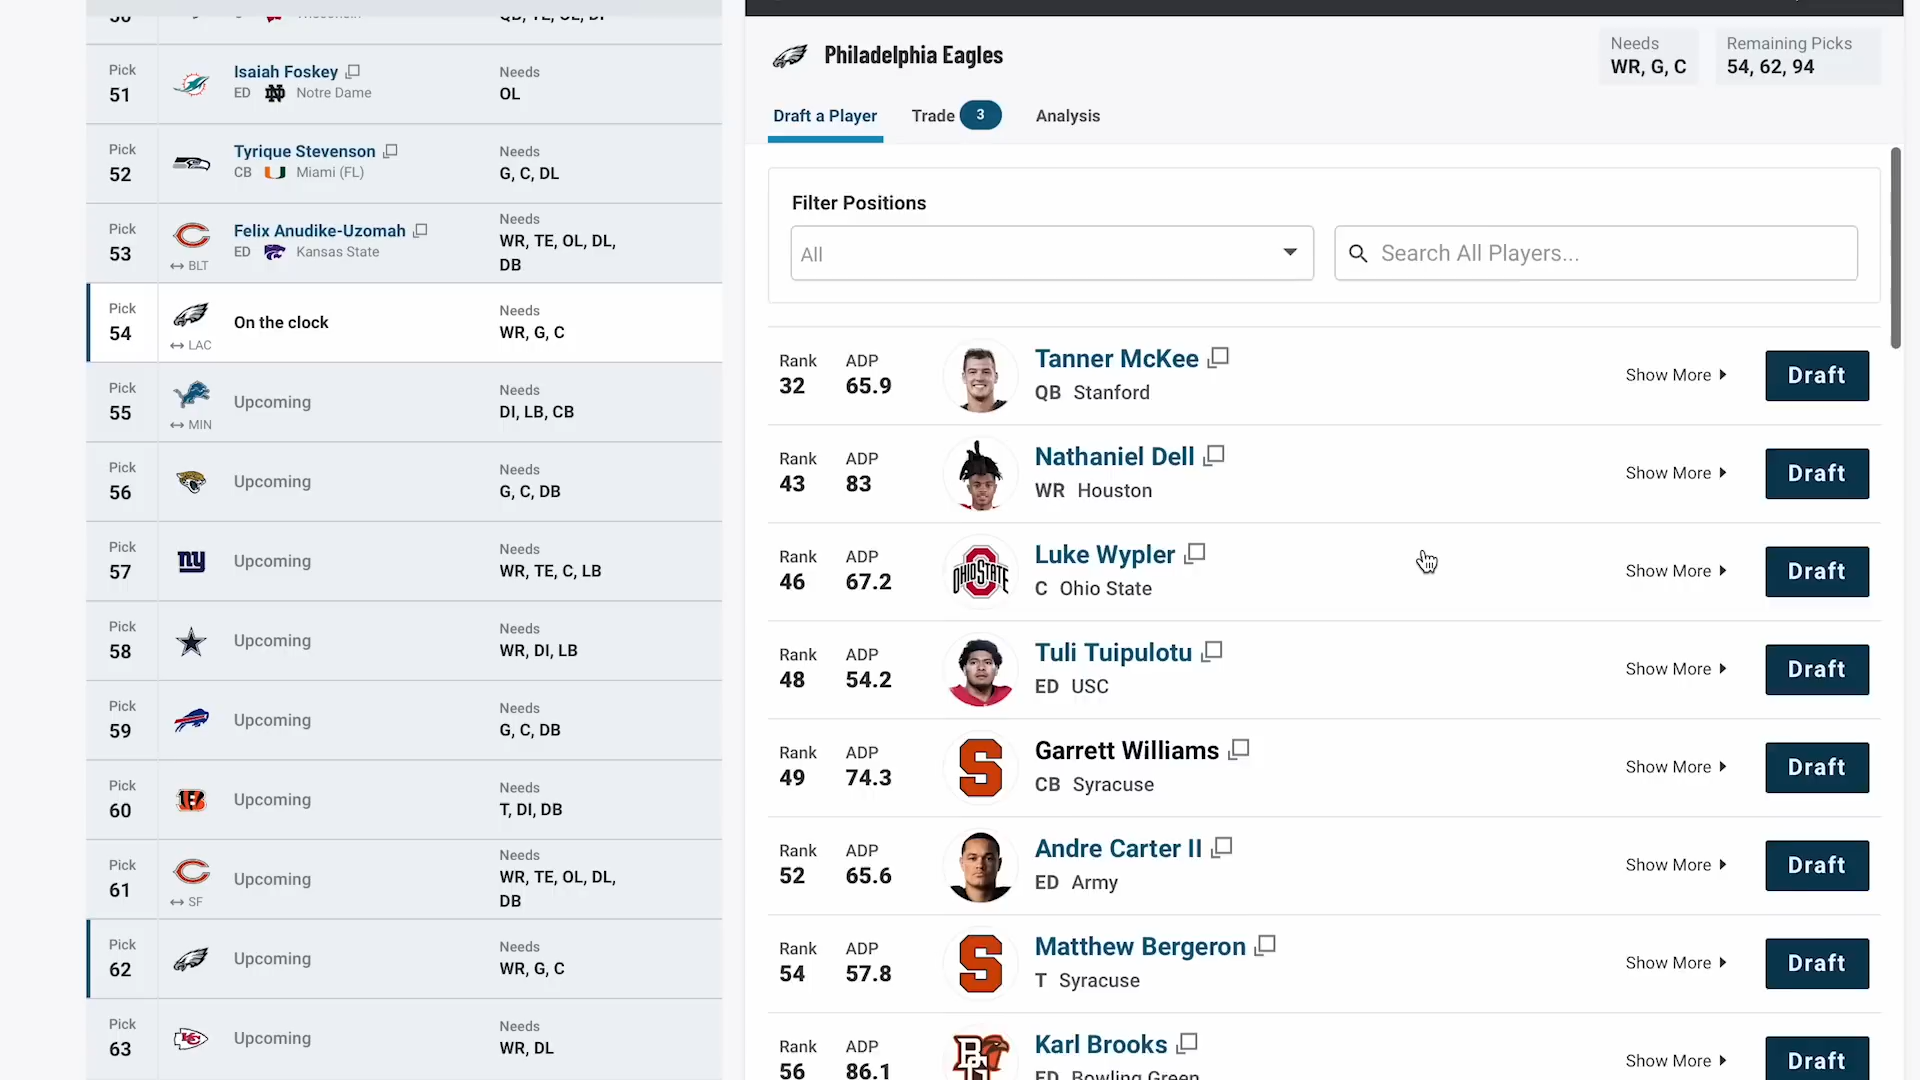 Pick
51
Isaiah Foskey
ED Notre Dame
Needs
OL
Pick
52
Tyrique Stevenson
CB Miami (FL)
Needs
G, C, DL
Pick
53
BLT
Felix Anudike-Uzomah
ED Kansas State
Needs
WR, TE, OL, DL,
DB
Pick
54
LAC
On the clock
Needs
WR, G, C
Pick
55
MIN
Upcoming
Needs
DI, LB, CB
Pick
56
Upcoming
Needs
G, C, DB
Pick
57
ny
Upcoming
Needs
WR, TE, C, LB
Pick
58
Upcoming
Needs
WR, DI, LB
Pick
59
Upcoming
Needs
G, C, DB
Pick
60
Upcoming
Needs
T, DI, DB
Pick
61
SF
Upcoming
Needs
WR, TE, OL, DL,
DB
Pick
62
Upcoming
Needs
WR, G, C
Pick
63
Upcoming
Needs
WR, DL
Philadelphia Eagles
Needs
WR, G, C
Remaining Picks
54, 62, 94
Draft a Player
Trade 3
Analysis
Filter Positions
All
Search All Players...
Rank ADP
32 65.9
Tanner McKee
QB Stanford
Show More
Draft
Rank ADP
43 83
Nathaniel Dell
WR Houston
Show More
Draft
Rank ADP
46 67.2
OHIO STATE
Luke Wypler
C Ohio State
Show More
Draft
Rank ADP
48 54.2
Tuli Tuipulotu
ED USC
Show More
Draft
Rank ADP
49 74.3
S
Garrett Williams
CB Syracuse
Show More
Draft
Rank ADP
52 65.6
Andre Carter II
ED Army
Show More
Draft
Rank ADP
54 57.8
S
Matthew Bergeron
T Syracuse
Show More
Draft
Rank ADP
56 86.1
BG
Karl Brooks
ED Bowling Green
Show More
Draft